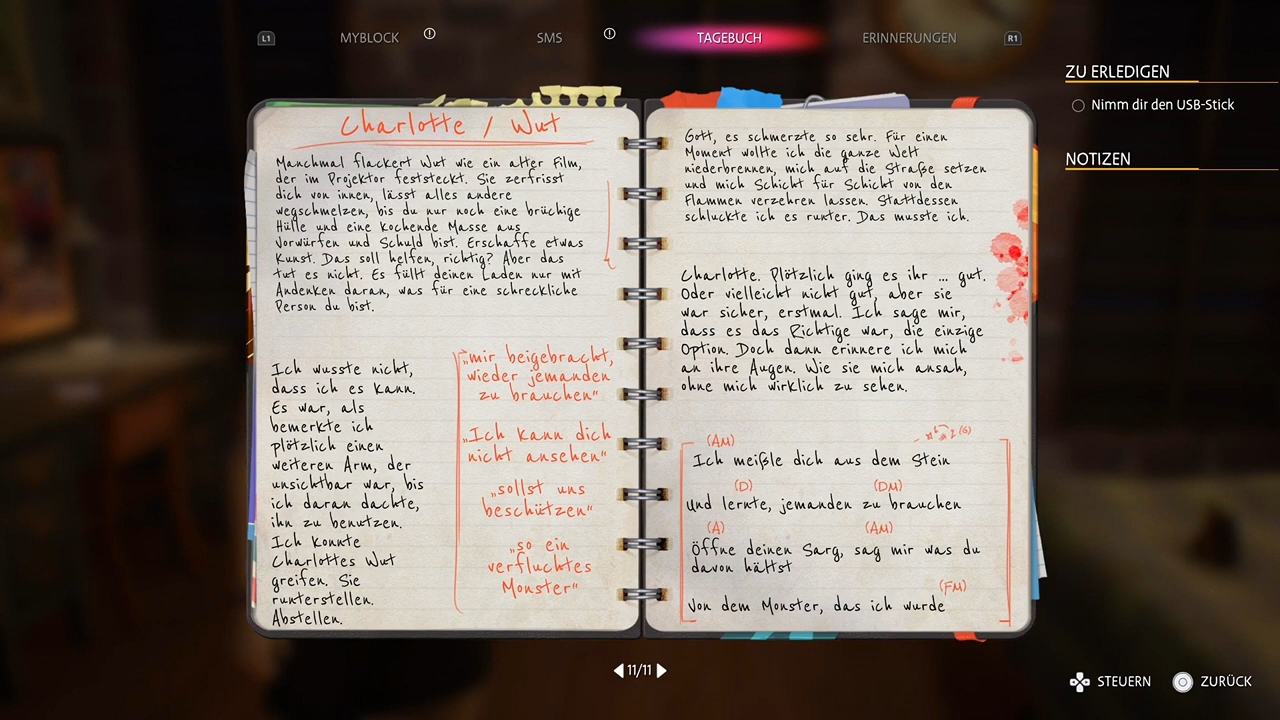 L1
MYBLOCK
SMS
TAGEBUCH
ERINNERUNGEN
R1
ZU ERLEDIGEN
Nimm dir den USB-Stick
NOTIZEN
Charlotte / Wut
Manchmal flackert Wut wie ein alter Film,
der im Projektor feststeckt. Sie zerfrisst
dich von innen, lässt alles andere
wegschmelzen, bis du nur noch eine brüchige
Hülle und eine kochende Masse aus
Vorwürfen und Schuld bist. Erschaffe etwas
Kunst. Das soll helfen, richtig? Aber das
tut es nicht. Es füllt deinen Laden nur mit
Andenken daran, was für eine schreckliche
Person du bist.
Ich wusste nicht,
dass ich es kann.
Es war, als
bemerkte ich
plötzlich einen
weiteren Arm, der
unsichtbar war, bis
ich daran dachte,
ihn zu benutzen.
Ich konnte
Charlottes Wut
greifen. Sie
runterstellen.
Abstellen.
„mir beigebracht,
wieder jemanden
zu brauchen“
„Ich kann dich
nicht ansehen“
„sollst uns
beschützen“
„so ein
verfluchtes
Monster“
Gott, es schmerzte so sehr. Für einen
Moment wollte ich die ganze Welt
niederbrennen, mich auf die Straße setzen
und mich Schicht für Schicht von den
Flammen verzehren lassen. Stattdessen
schluckte ich es runter. Das musste ich.
Charlotte. Plötzlich ging es ihr ... gut.
Oder vielleicht nicht gut, aber sie
war sicher, erstmal. Ich sage mir,
dass es das Richtige war, die einzige
Option. Doch dann erinnere ich mich
an ihre Augen. Wie sie mich ansah,
ohne mich wirklich zu sehen.
(AM)
Ich meißle dich aus dem Stein
(D) (DM)
Und lernte, jemanden zu brauchen
(A) (AM)
Öffne deinen Sarg, sag mir was du
davon hältst
(FM)
Von dem Monster, das ich wurde
11/11
STEUERN
ZURÜCK